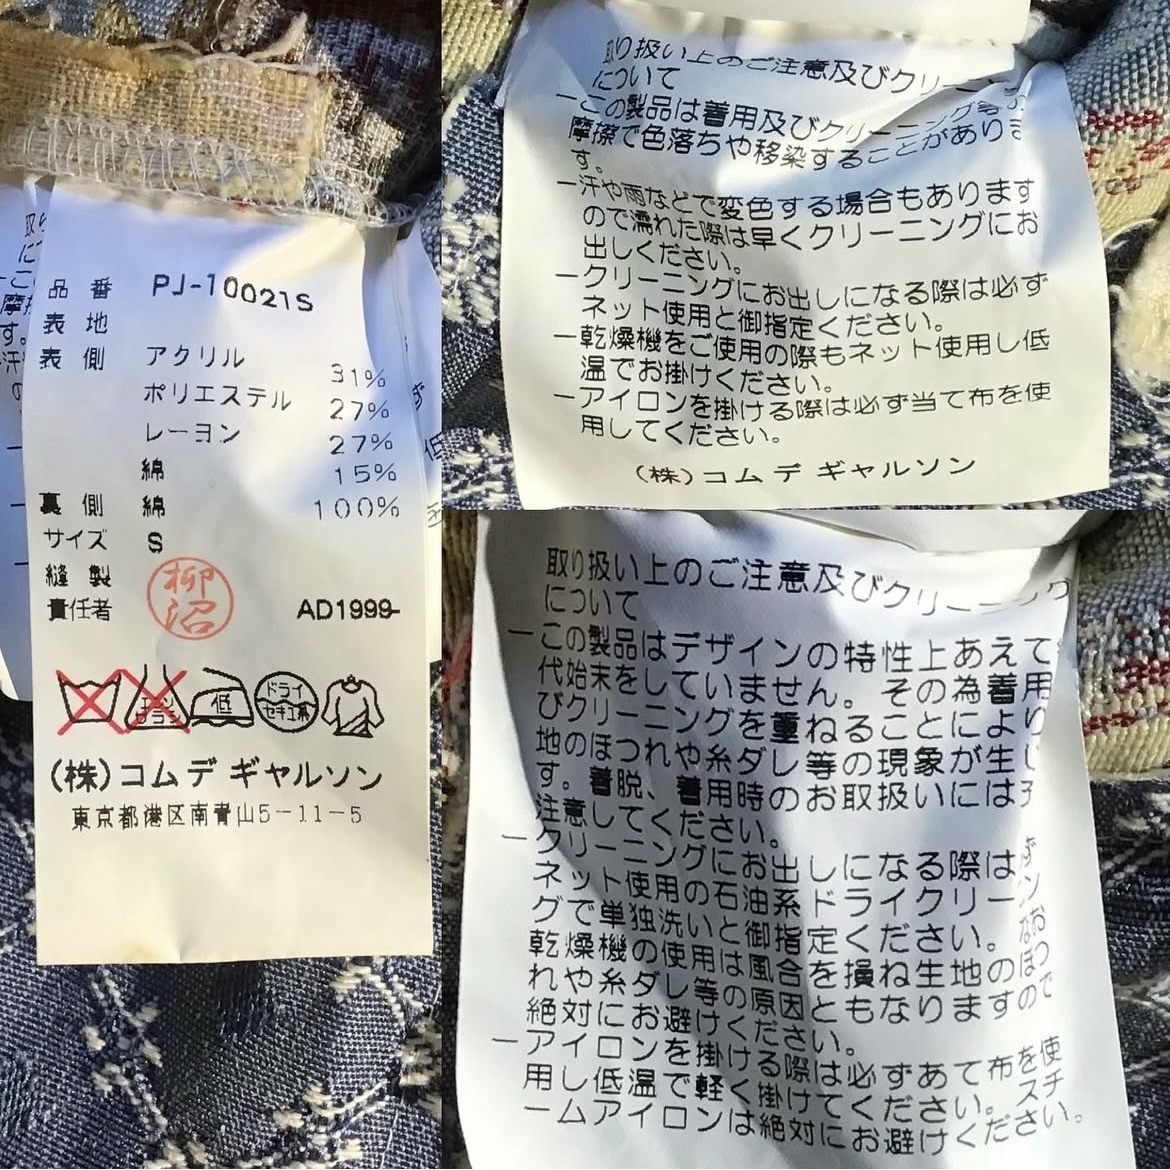 品番 PJ-10021S
表地
表側 アクリル 31%
ポリエステル 27%
レーヨン 27%
綿 15%
裏側 綿 100%
サイズ S
縫製
責任者 柳沼 AD1999-
エンソ
フラ
低
ドライ
セキユ系
(株)コムデギャルソン
東京都港区南青山5-11-5
取り扱い上のご注意及びクリーニン
について
-この製品は着用及びクリーニング等の
摩擦で色落ちや移染することがありま
す。
-汗や雨などで変色する場合もあります
ので濡れた際は早くクリーニングにお
出しください。
-クリーニングにお出しになる際は必ず
ネット使用と御指定ください。
-乾燥機をご使用の際もネット使用し低
温でお掛けください。
-アイロンを掛ける際は必ず当て布を使
用してください。
(株)コムデギャルソン
取り扱い上のご注意及びクリーニング
について
-この製品はデザインの特性上あえて
代始末をしていません。その為着用
びクリーニングを重ねることにより
地のほつれや糸ダレ等の現象が生じ
す。着脱、着用時のお取扱いには
注意してください。
-クリーニングにお出しになる際は必ず
ネット使用の石油系ドライクリーニン
グで単独洗いと御指定ください。なお
乾燥機の使用は風合を損ね生地のほつ
れや糸ダレ等の原因ともなりますので
絶対にお避けください。
-アイロンを掛ける際は必ずあて布を使
用し低温で軽く掛けてください。スチ
ームアイロンは絶対にお避けください。